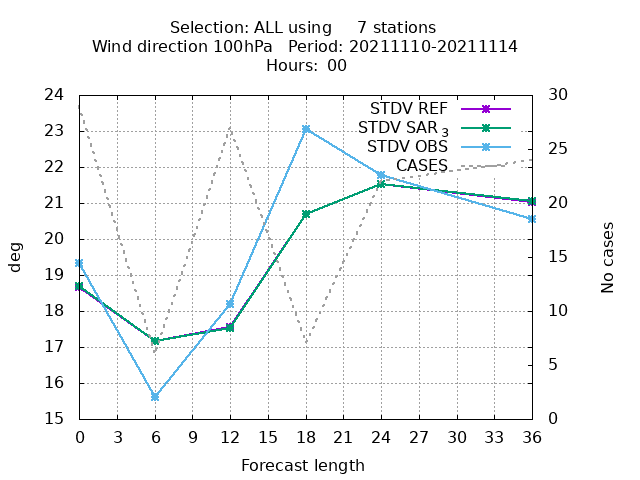 Selection: ALL using 7 stations
Wind direction 100hPa Period: 20211110-20211114
Hours: 00
24
23
22
21
20
19
18
17
16
15
deg
30
25
20
15
10
5
0
No cases
STDV REF
STDV SAR 3
STDV OBS
CASES
0 3 6 9 12 15 18 21 24 27 30 33 36
Forecast length